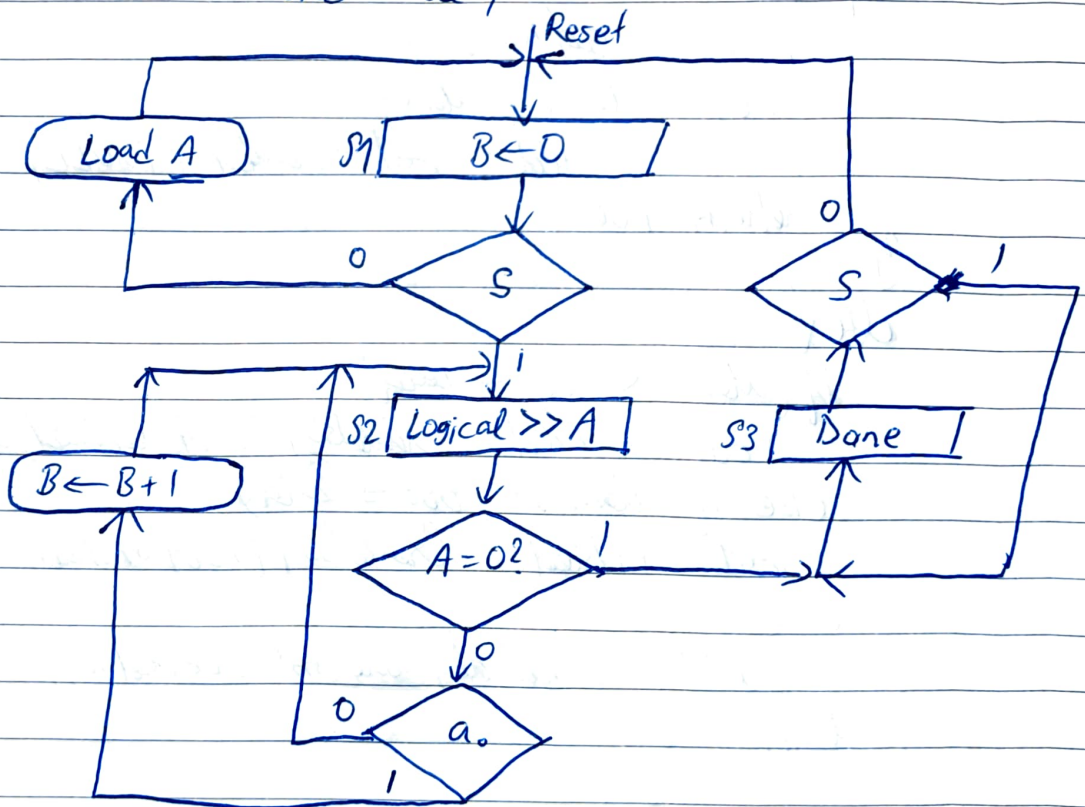 Reset
Load A
S1
B←0
0
S
0
S
1
1
S2
Logical >> A
S3
Done
B←B+1
A=0?
1
0
0
a₀
1